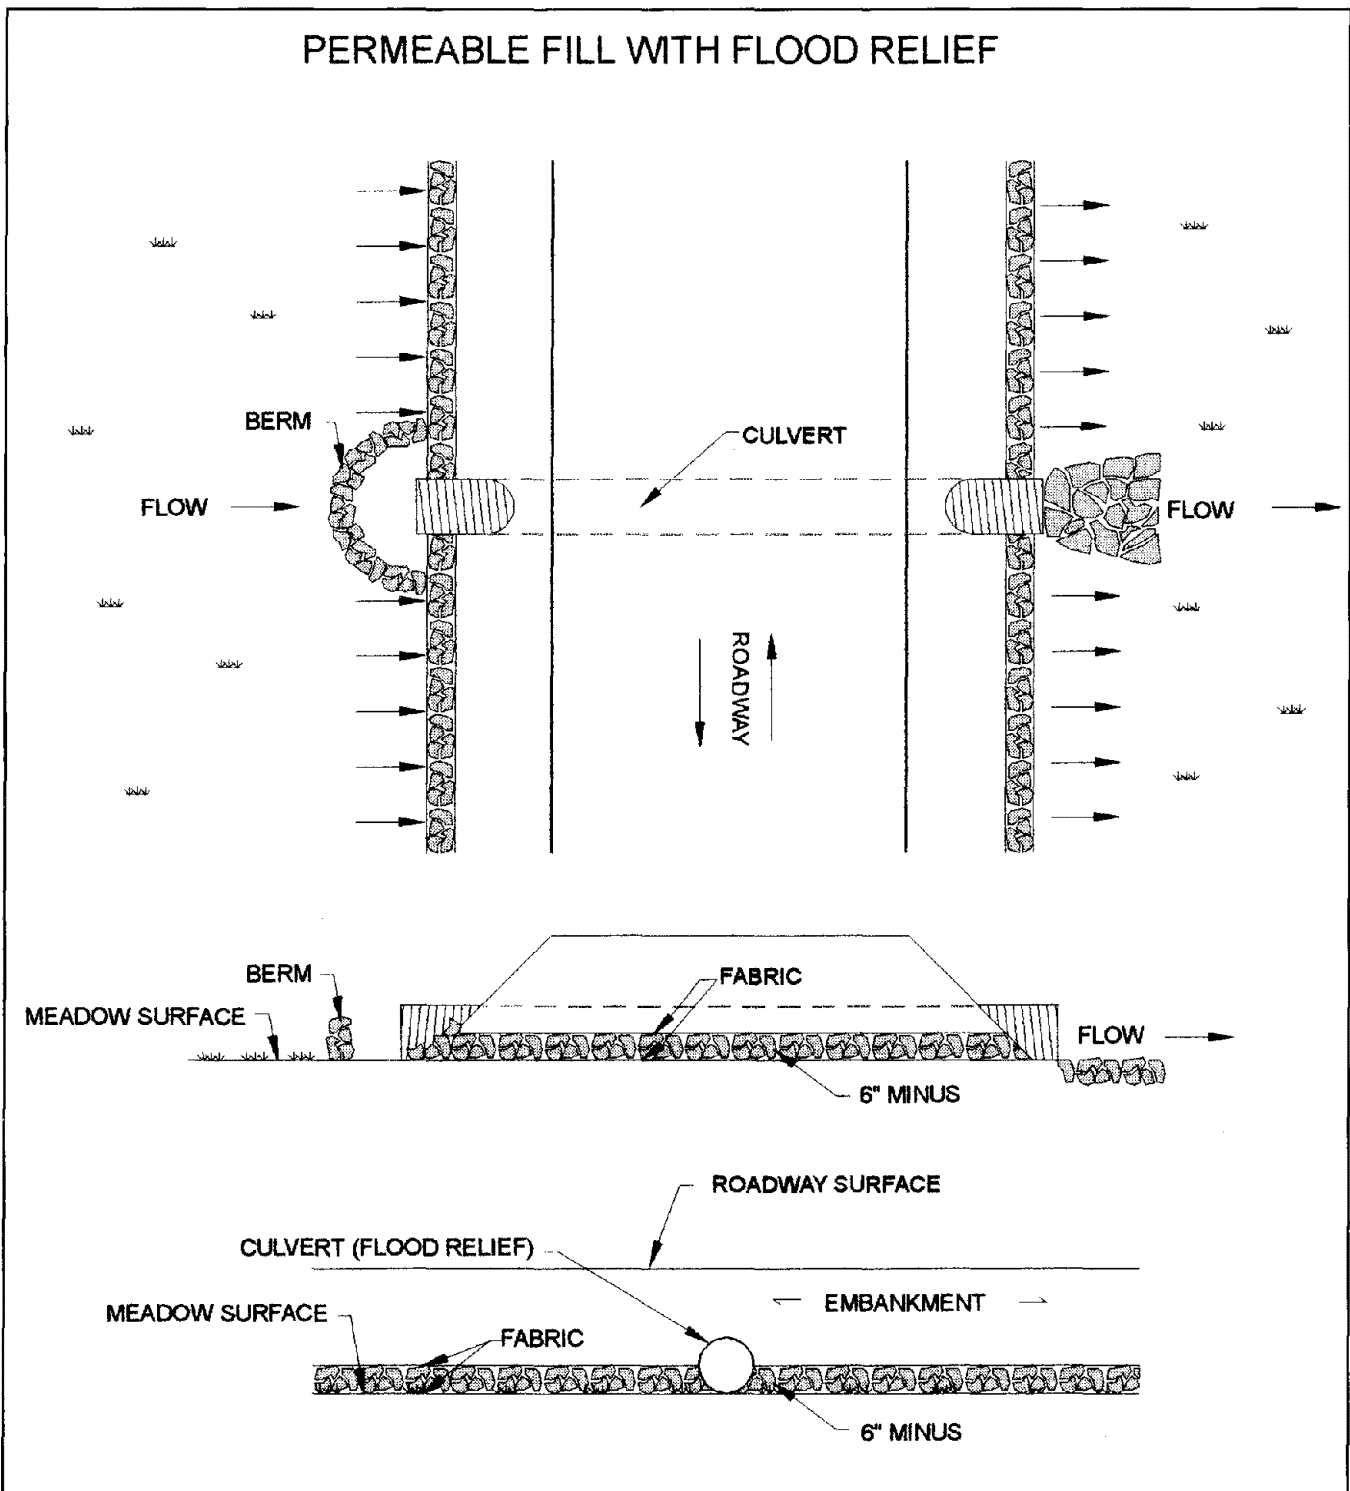 PERMEABLE FILL WITH FLOOD RELIEF
BERM
CULVERT
FLOW
FLOW
ROADWAY
BERM
FABRIC
MEADOW SURFACE
FLOW
6" MINUS
ROADWAY SURFACE
CULVERT (FLOOD RELIEF)
EMBANKMENT
MEADOW SURFACE
FABRIC
6" MINUS